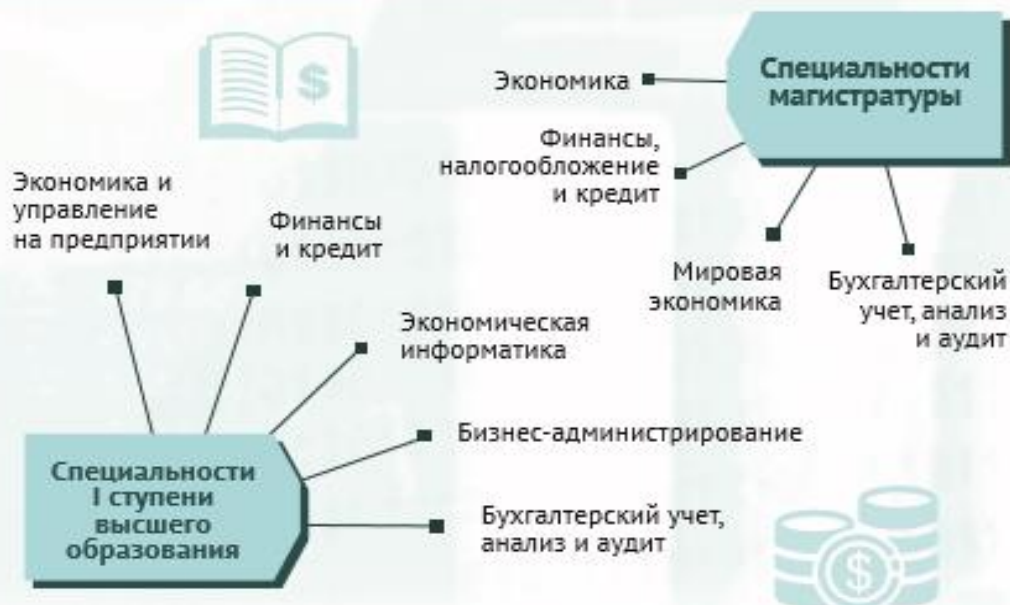 $
Специальности
магистратуры
Экономика
Финансы,
налогообложение
и кредит
Мировая
экономика
Бухгалтерский
учет, анализ
и аудит
Экономика и
управление
на предприятии
Финансы
и кредит
Экономическая
информатика
Бизнес-администрирование
Бухгалтерский учет,
анализ и аудит
Специальности
I ступени
высшего
образования
$